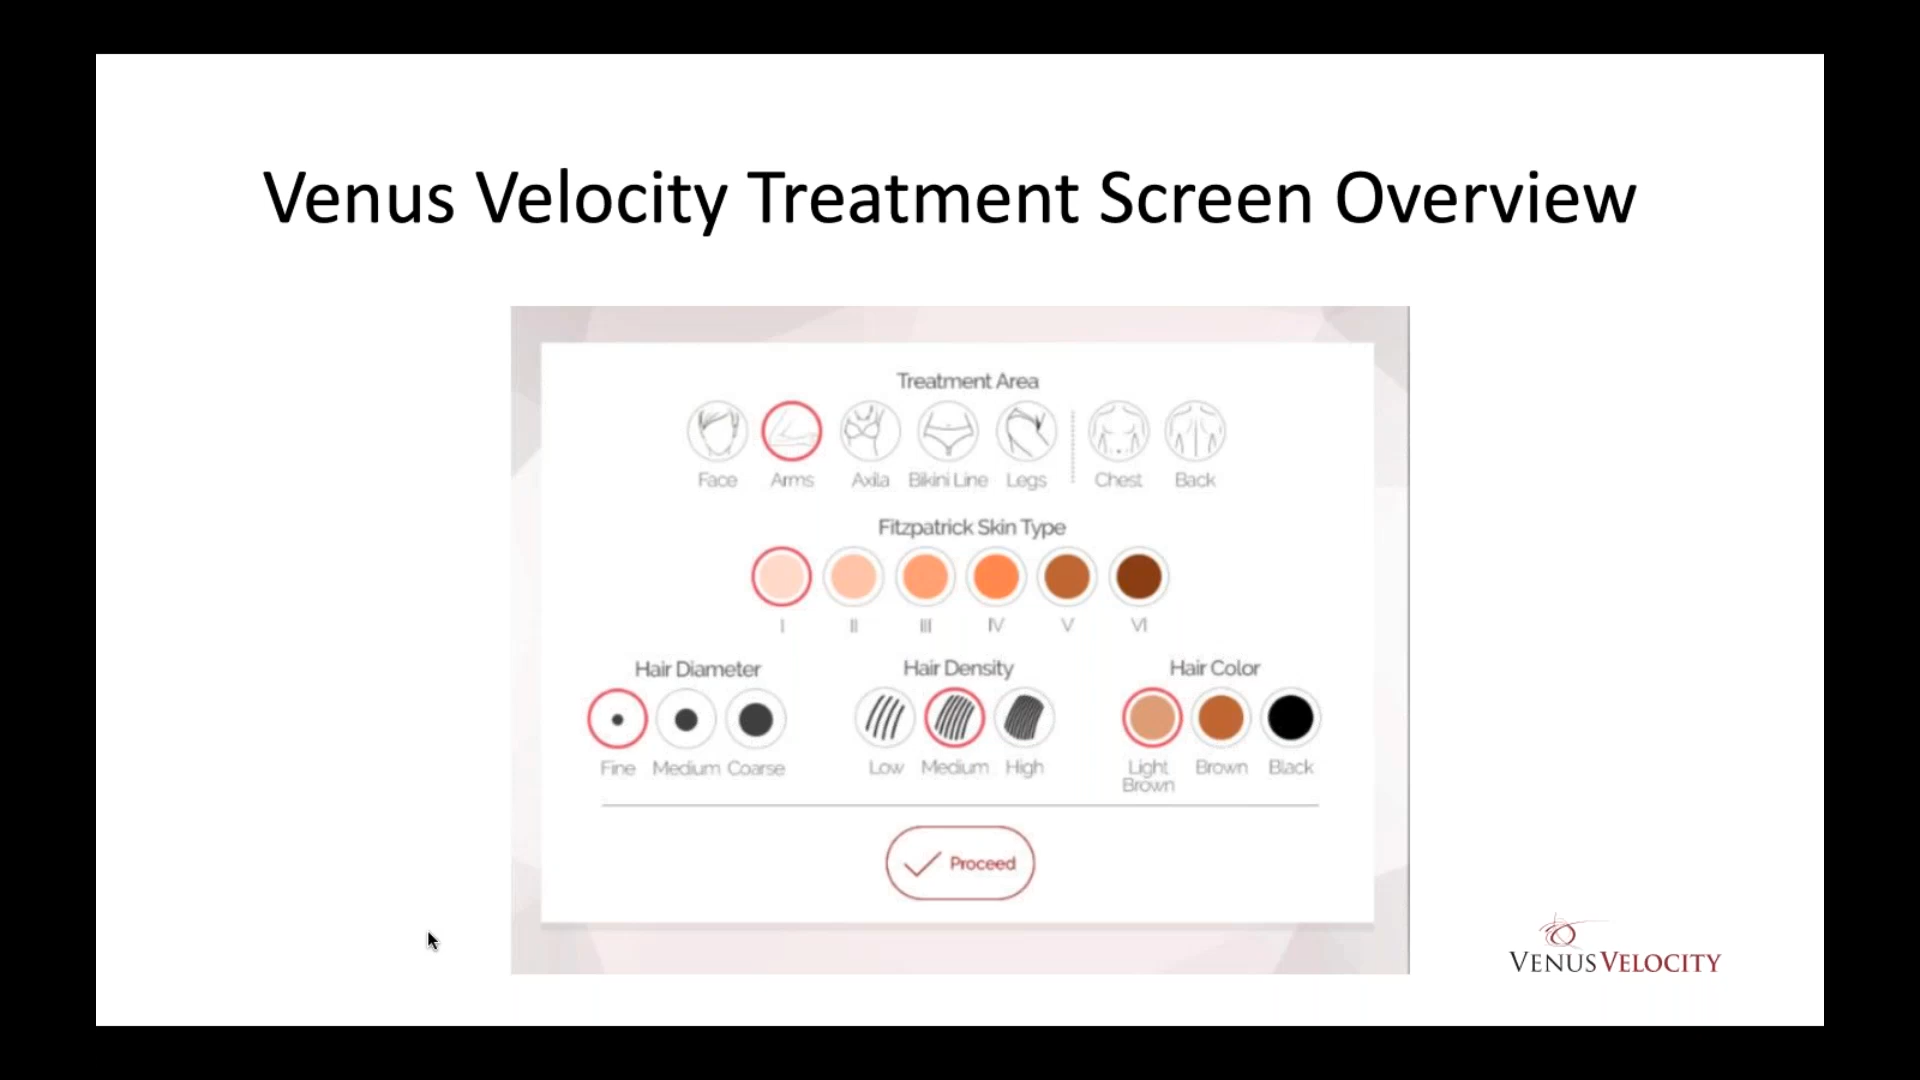 Venus Velocity Treatment Screen Overview
Treatment Area
Face Arms Axila Bikini Line Legs Chest Back
Fitzpatrick Skin Type
I II III IV V VI
Hair Diameter Hair Density Hair Color
Fine Medium Coarse Low Medium High Light Brown Brown Black
Proceed
VENUS VELOCITY